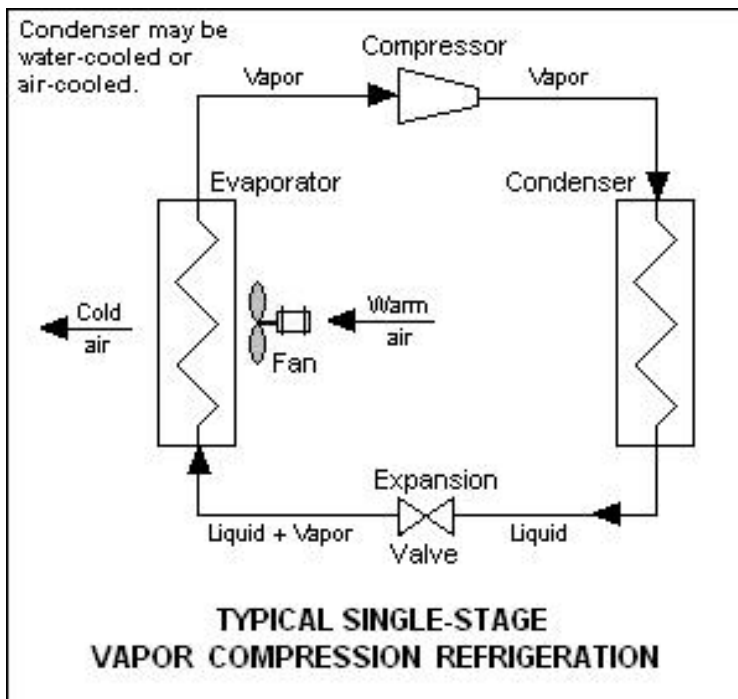 Condenser may be
water-cooled or
air-cooled.
Compressor
Vapor
Vapor
Evaporator
Condenser
Cold
air
Warm
air
Fan
Expansion
Valve
Liquid + Vapor
Liquid
TYPICAL SINGLE-STAGE
VAPOR COMPRESSION REFRIGERATION